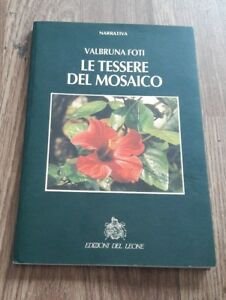 NARRATIVA
VALBRUNA FOTI
LE TESSERE
DEL MOSAICO
EDIZIONI DEL LEONE